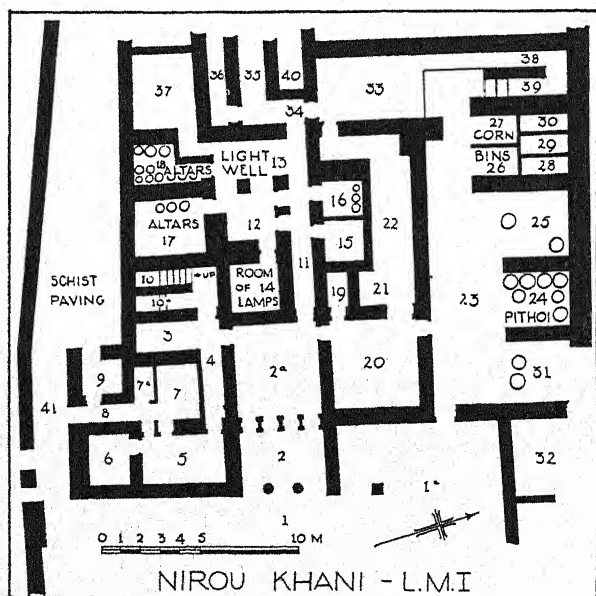 38
37
36
35
40
33
39
34
27
CORN
30
18
ALTARS
LIGHT
WELL
13
29
BINS
26
28
16
ALTARS
17
12
22
25
15
11
SCHIST
PAVING
10
UP
ROOM
OF 14
LAMPS
19
21
23
24
PITHOI
10ᵃ
3
4
9
7ᵃ
7
2ᵃ
20
31
41
8
6
5
2
1ᵃ
32
1
0 1 2 3 4 5 10 M
NIROU KHANI - L.M.I